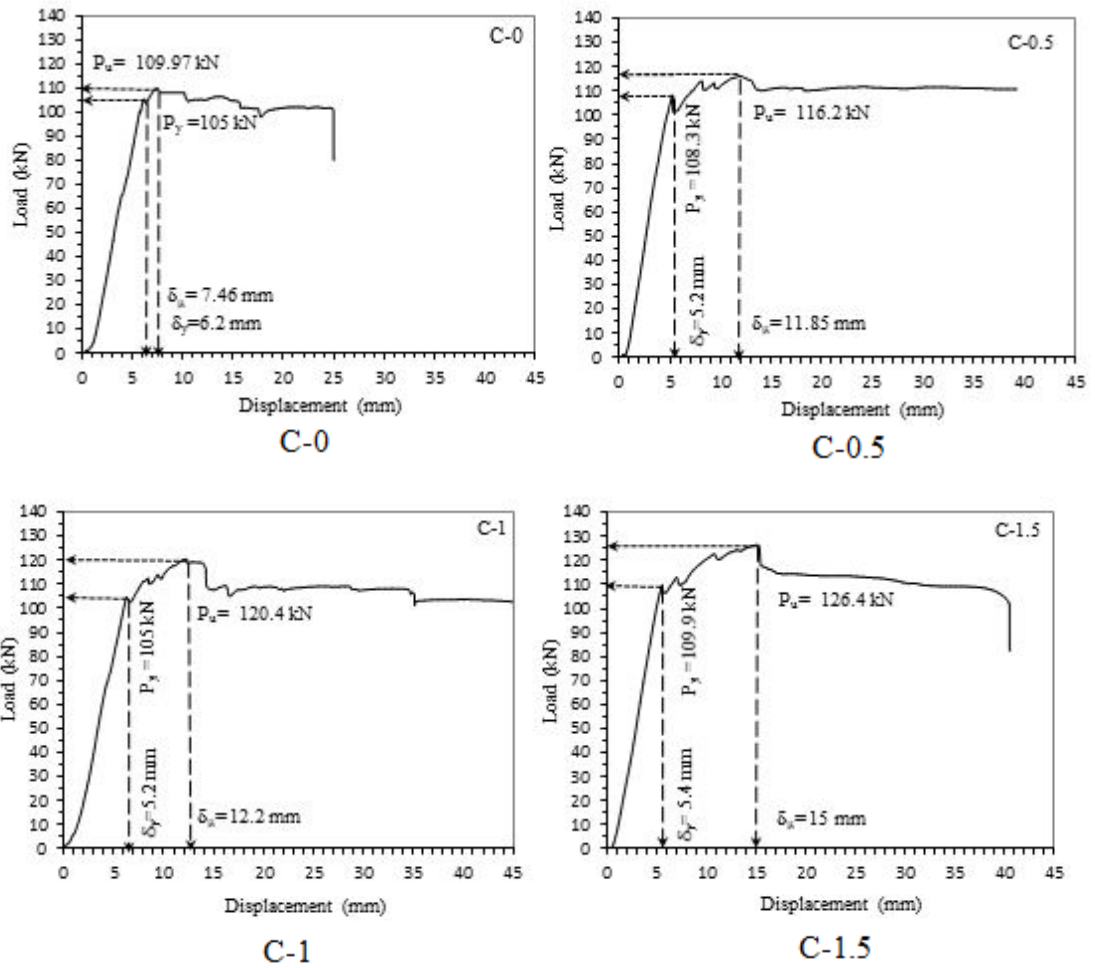 C-0
Pu= 109.97 kN
Py =105 kN
δu= 7.46 mm
δy=6.2 mm
Load (kN)
140
130
120
110
100
90
80
70
60
50
40
30
20
10
0
0 5 10 15 20 25 30 35 40 45
Displacement (mm)
C-0
C-0.5
Pu= 116.2 kN
Py = 108.3 kN
δy= 5.2 mm
δu=11.85 mm
Load (kN)
140
130
120
110
100
90
80
70
60
50
40
30
20
10
0
0 5 10 15 20 25 30 35 40 45
Displacement (mm)
C-0.5
C-1
Pu= 120.4 kN
Py = 105 kN
δy= 5.2 mm
δu=12.2 mm
Load (kN)
140
130
120
110
100
90
80
70
60
50
40
30
20
10
0
0 5 10 15 20 25 30 35 40 45
Displacement (mm)
C-1
C-1.5
Pu= 126.4 kN
Py = 109.9 kN
δy= 5.4 mm
δu=15 mm
Load (kN)
140
130
120
110
100
90
80
70
60
50
40
30
20
10
0
0 5 10 15 20 25 30 35 40 45
Displacement (mm)
C-1.5